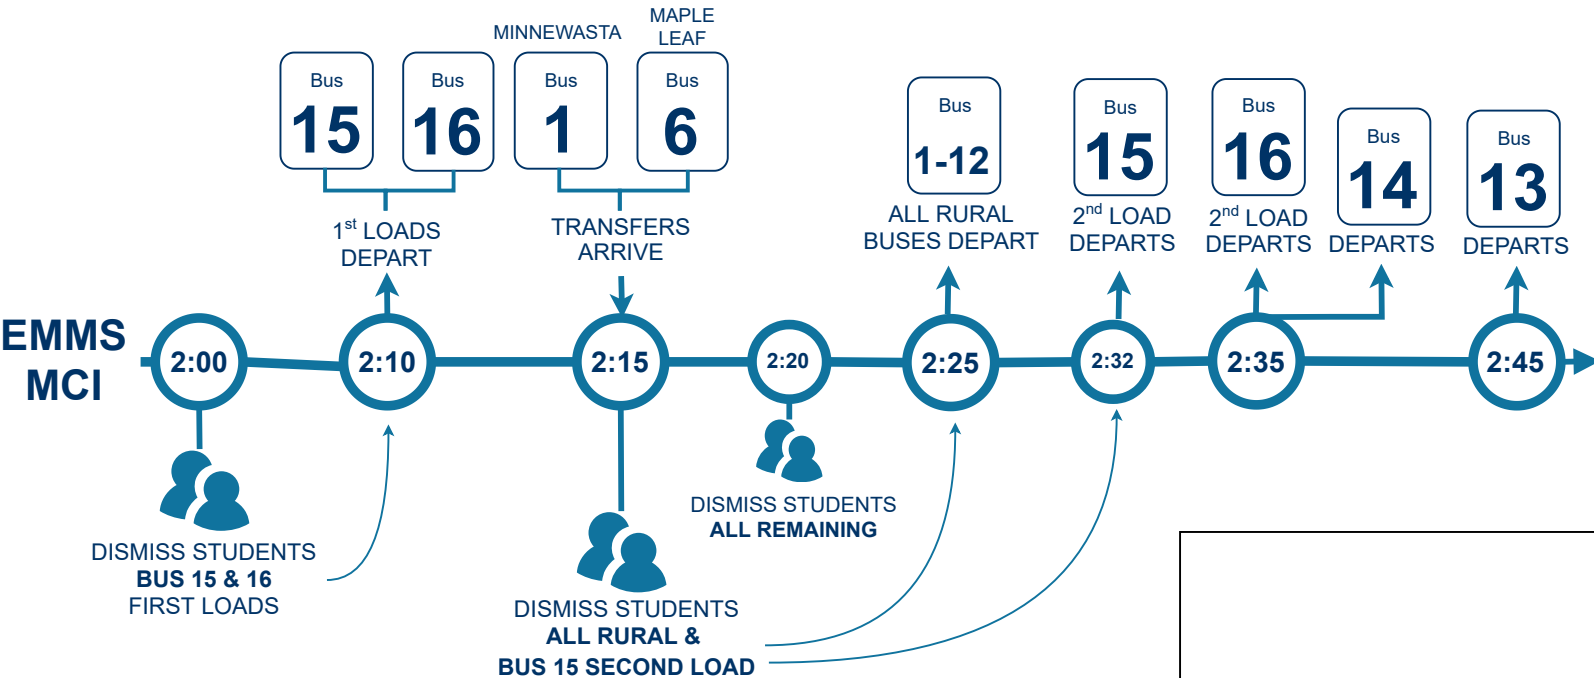 MINNEWASTA
MAPLE
LEAF
Bus
15
Bus
16
Bus
1
Bus
6
Bus
1-12
Bus
15
Bus
16
Bus
14
Bus
13
1st LOADS
DEPART
TRANSFERS
ARRIVE
ALL RURAL
BUSES DEPART
2nd LOAD
DEPARTS
2nd LOAD
DEPARTS
DEPARTS
DEPARTS
EMMS
MCI
2:00
2:10
2:15
2:20
2:25
2:32
2:35
2:45
DISMISS STUDENTS
BUS 15 & 16
FIRST LOADS
DISMISS STUDENTS
ALL RURAL &
BUS 15 SECOND LOAD
DISMISS STUDENTS
ALL REMAINING